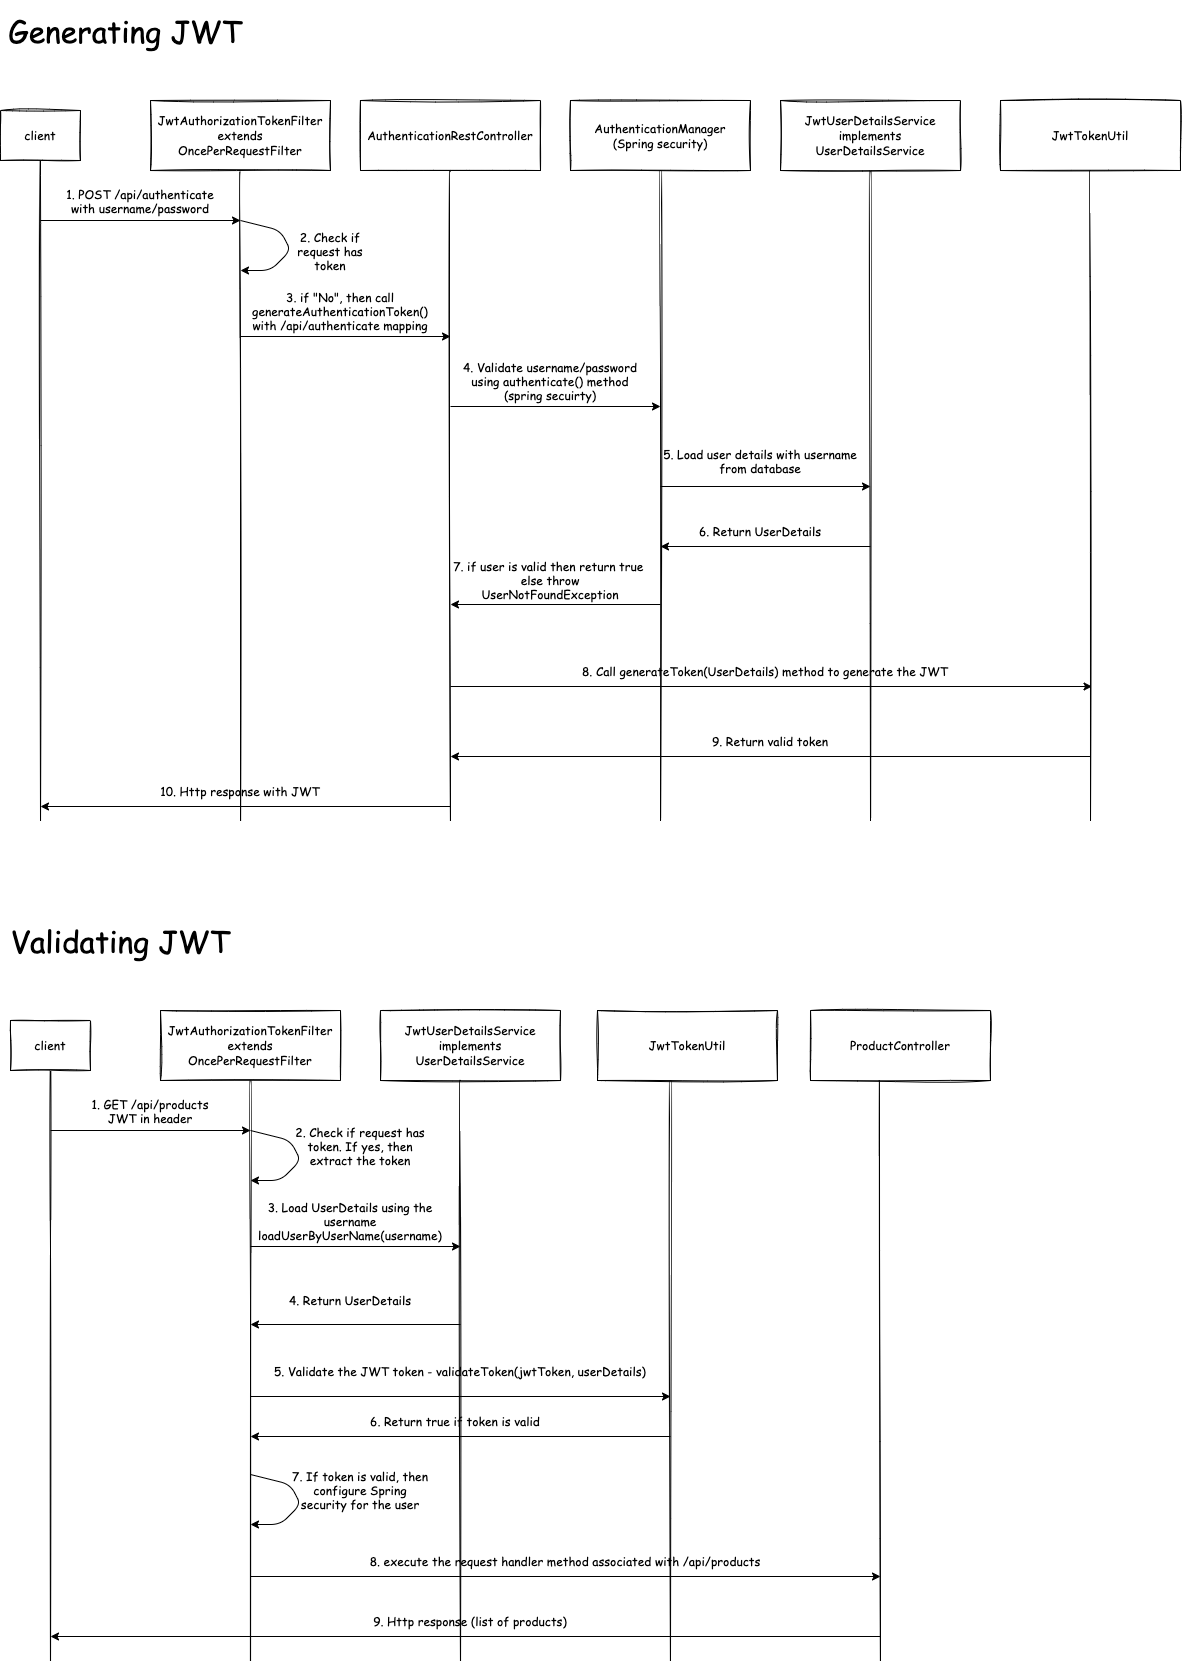 Generating JWT
client
JwtAuthorizationTokenFilter
extends
OncePerRequestFilter
AuthenticationRestController
AuthenticationManager
(Spring security)
JwtUserDetailsService
implements
UserDetailsService
JwtTokenUtil
1. POST /api/authenticate
with username/password
2. Check if
request has
token
3. if "No", then call
generateAuthenticationToken()
with /api/authenticate mapping
4. Validate username/password
using authenticate() method
(spring secuirty)
5. Load user details with username
from database
6. Return UserDetails
7. if user is valid then return true
else throw
UserNotFoundException
8. Call generateToken(UserDetails) method to generate the JWT
9. Return valid token
10. Http response with JWT
Validating JWT
client
JwtAuthorizationTokenFilter
extends
OncePerRequestFilter
JwtUserDetailsService
implements
UserDetailsService
JwtTokenUtil
ProductController
1. GET /api/products
JWT in header
2. Check if request has
token. If yes, then
extract the token
3. Load UserDetails using the
username
loadUserByUserName(username)
4. Return UserDetails
5. Validate the JWT token - validateToken(jwtToken, userDetails)
6. Return true if token is valid
7. If token is valid, then
configure Spring
security for the user
8. execute the request handler method associated with /api/products
9. Http response (list of products)